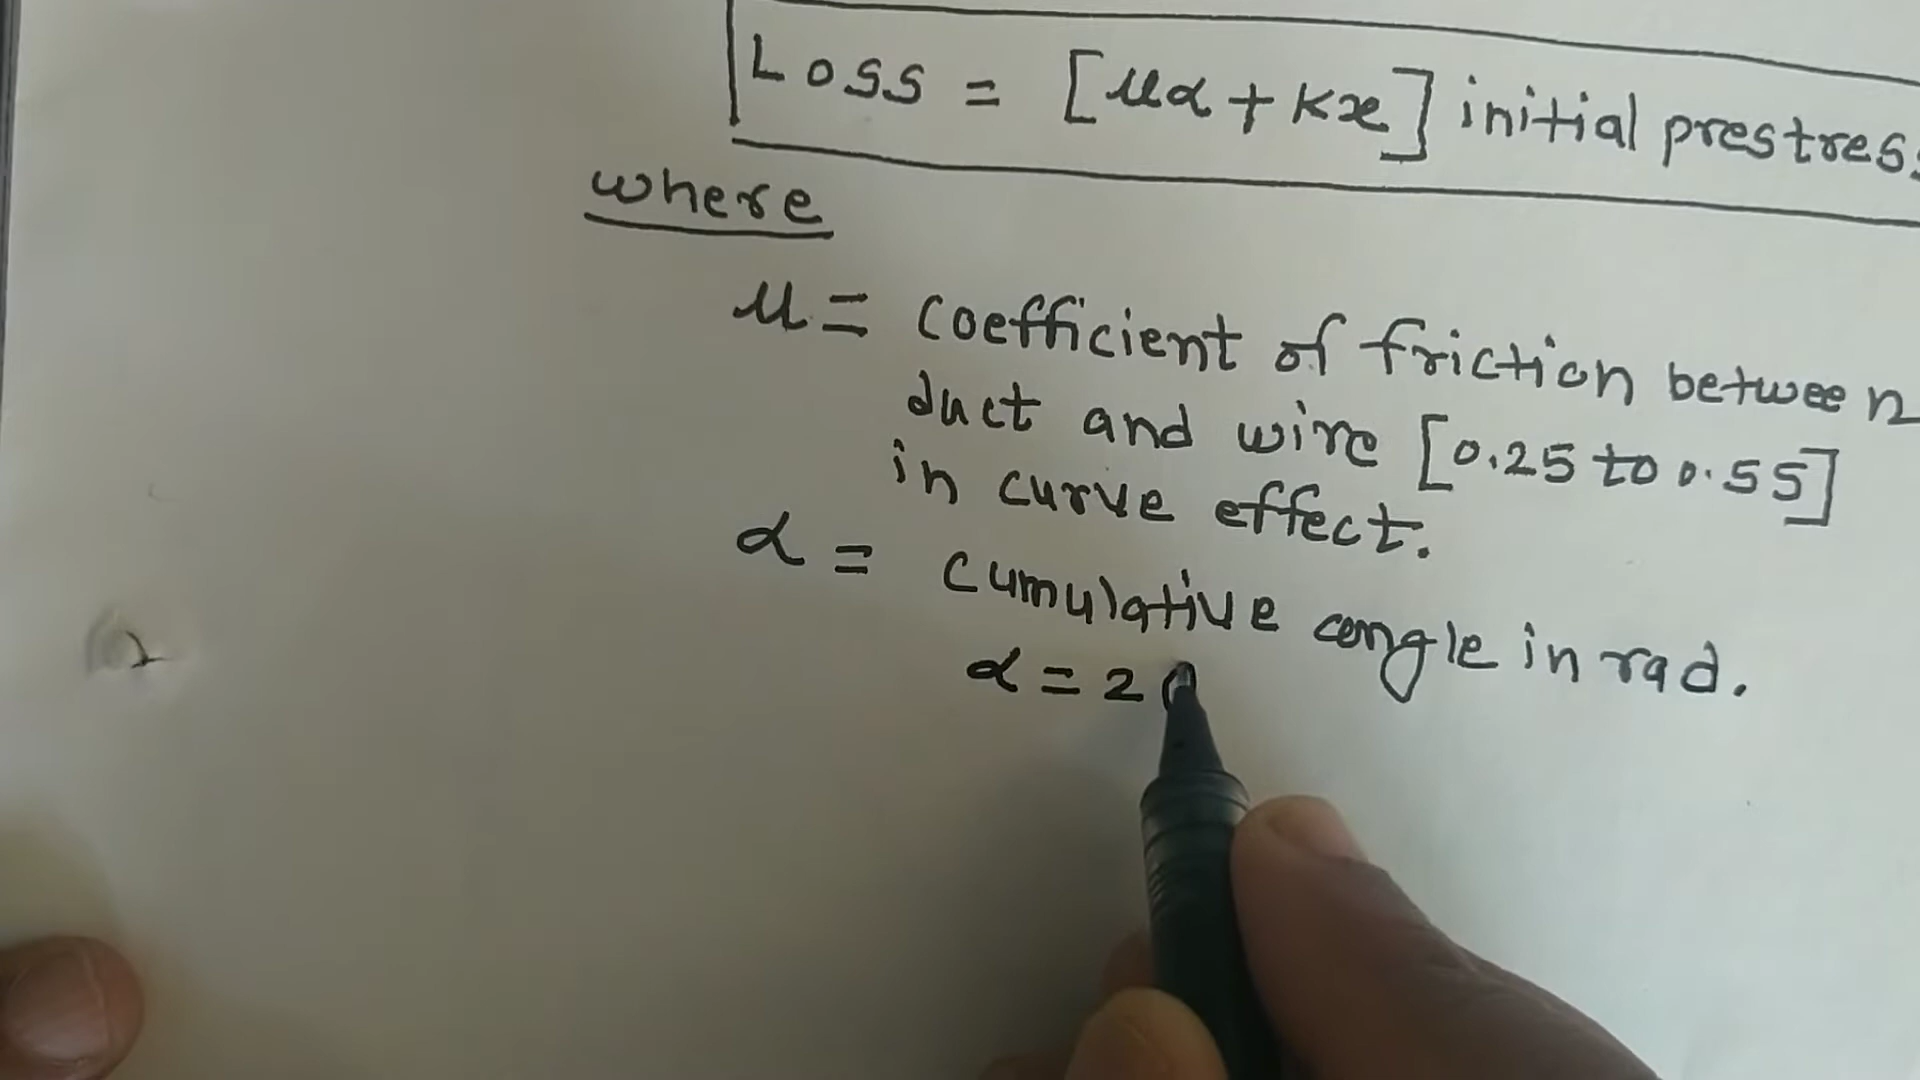 Loss = [μα + Kx] initial prestress
where
μ = coefficient of friction between
duct and wire [0.25 to 0.55]
in curve effect.
α = cumulative angle in rad.
α = 2